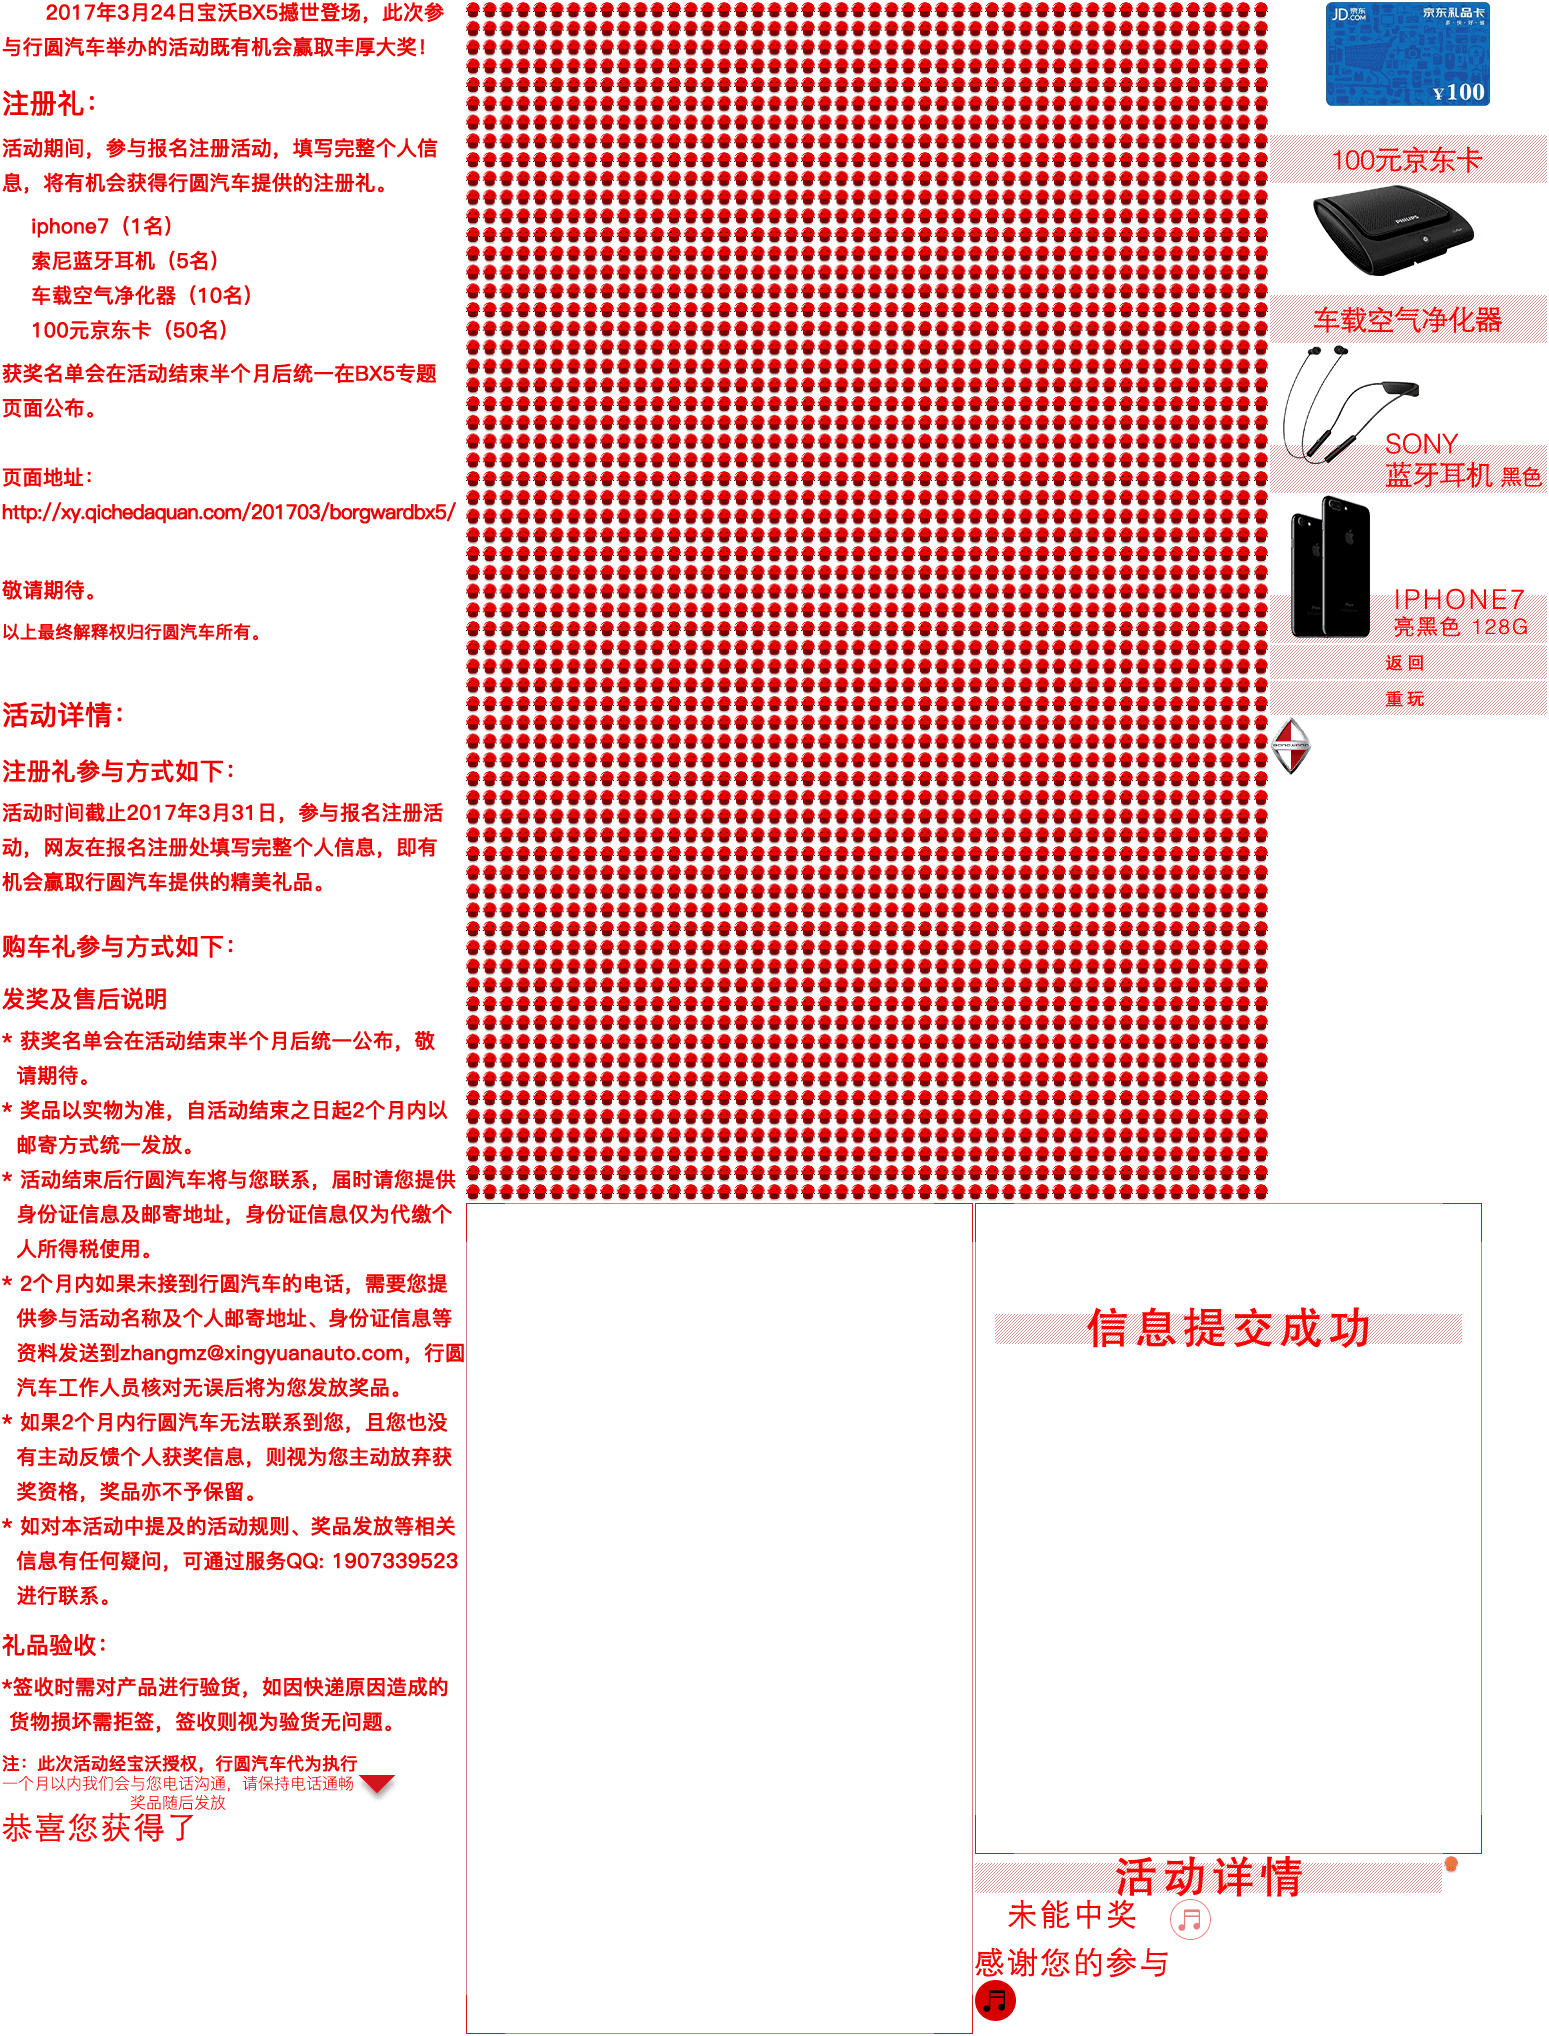 2017年3月24日宝沃BX5撼世登场，此次参
与行圆汽车举办的活动既有机会赢取丰厚大奖！
注册礼：
活动期间，参与报名注册活动，填写完整个人信
息，将有机会获得行圆汽车提供的注册礼。
iphone7（1名）
索尼蓝牙耳机（5名）
车载空气净化器（10名）
100元京东卡（50名）
获奖名单会在活动结束半个月后统一在BX5专题
页面公布。
页面地址：
http://xy.qichedaquan.com/201703/borgwardbx5/
敬请期待。
以上最终解释权归行圆汽车所有。
活动详情：
注册礼参与方式如下：
活动时间截止2017年3月31日，参与报名注册活
动，网友在报名注册处填写完整个人信息，即有
机会赢取行圆汽车提供的精美礼品。
购车礼参与方式如下：
发奖及售后说明
* 获奖名单会在活动结束半个月后统一公布，敬
请期待。
* 奖品以实物为准，自活动结束之日起2个月内以
邮寄方式统一发放。
* 活动结束后行圆汽车将与您联系，届时请您提供
身份证信息及邮寄地址，身份证信息仅为代缴个
人所得税使用。
* 2个月内如果未接到行圆汽车的电话，需要您提
供参与活动名称及个人邮寄地址、身份证信息等
资料发送到zhangmz@xingyuanauto.com，行圆
汽车工作人员核对无误后将为您发放奖品。
* 如果2个月内行圆汽车无法联系到您，且您也没
有主动反馈个人获奖信息，则视为您主动放弃获
奖资格，奖品亦不予保留。
* 如对本活动中提及的活动规则、奖品发放等相关
信息有任何疑问，可通过服务QQ: 1907339523
进行联系。
礼品验收：
*签收时需对产品进行验货，如因快递原因造成的
货物损坏需拒签，签收则视为验货无问题。
注：此次活动经宝沃授权，行圆汽车代为执行
一个月以内我们会与您电话沟通，请保持电话通畅
奖品随后发放
恭喜您获得了
信息提交成功
活动详情
未能中奖
感谢您的参与
JD.COM 京东 京东礼品卡
多·快·好·省
¥100
100元京东卡
PHILIPS
车载空气净化器
SONY
蓝牙耳机 黑色
IPHONE7
亮黑色 128G
返回
重玩
BORGWARD